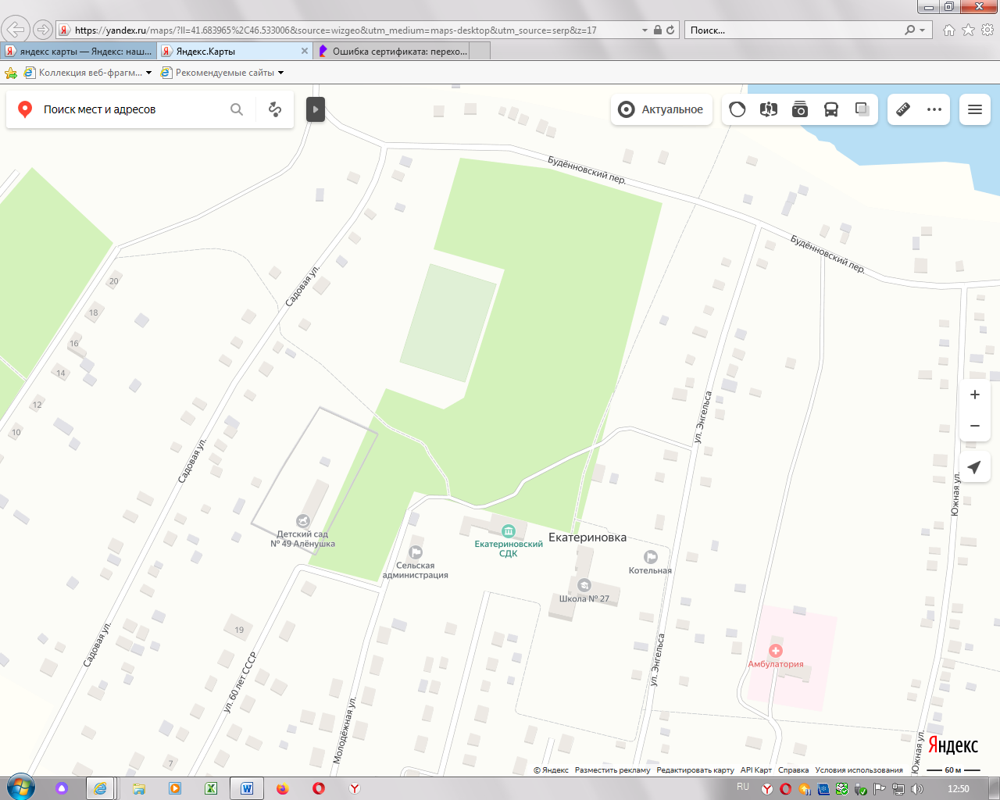 https://yandex.ru/maps/?ll=41.683965%2C46.533006&source=wizgeo&utm_medium=maps-desktop&utm_source=serp&z=17
Поиск...
яндекс карты — Яндекс: наш...
Яндекс.Карты
Ошибка сертификата: перехо...
Коллекция веб-фрагм...
Рекомендуемые сайты
Поиск мест и адресов
Актуальное
Будённовский пер.
Будённовский пер.
Садовая ул.
20
18
16
14
12
10
ул. Энгельса
Садовая ул.
Южная ул.
Детский сад
№ 49 Алёнушка
Екатериновский
СДК
Екатериновка
Сельская
администрация
Котельная
Школа № 27
19
Садовая ул.
ул. 60 лет СССР
ул. Энгельса
Амбулатория
Молодёжная ул.
7
Южная ул.
Яндекс
© Яндекс
Разместить рекламу
Редактировать карту
API Карт
Справка
Условия использования
60 м
RU
12:50